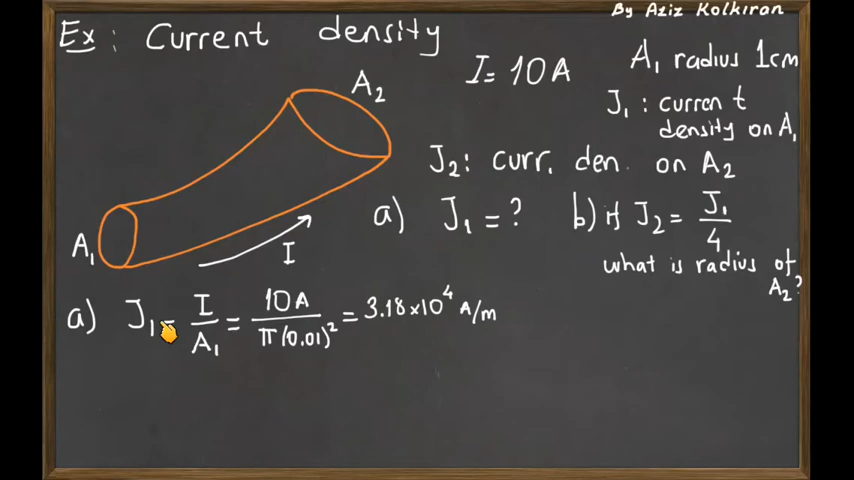 By Aziz Kolkıran
Ex: Current density
I = 10A
A₁ radius 1cm
J₁ : current
density on A₁
A₂
J₂: curr. den. on A₂
a) J₁ = ? b) if J₂ = J₁/4
what is radius of
A₂?
A₁
I
a) J₁ = I/A₁ = 10A/π(0.01)² = 3.18×10⁴ A/m